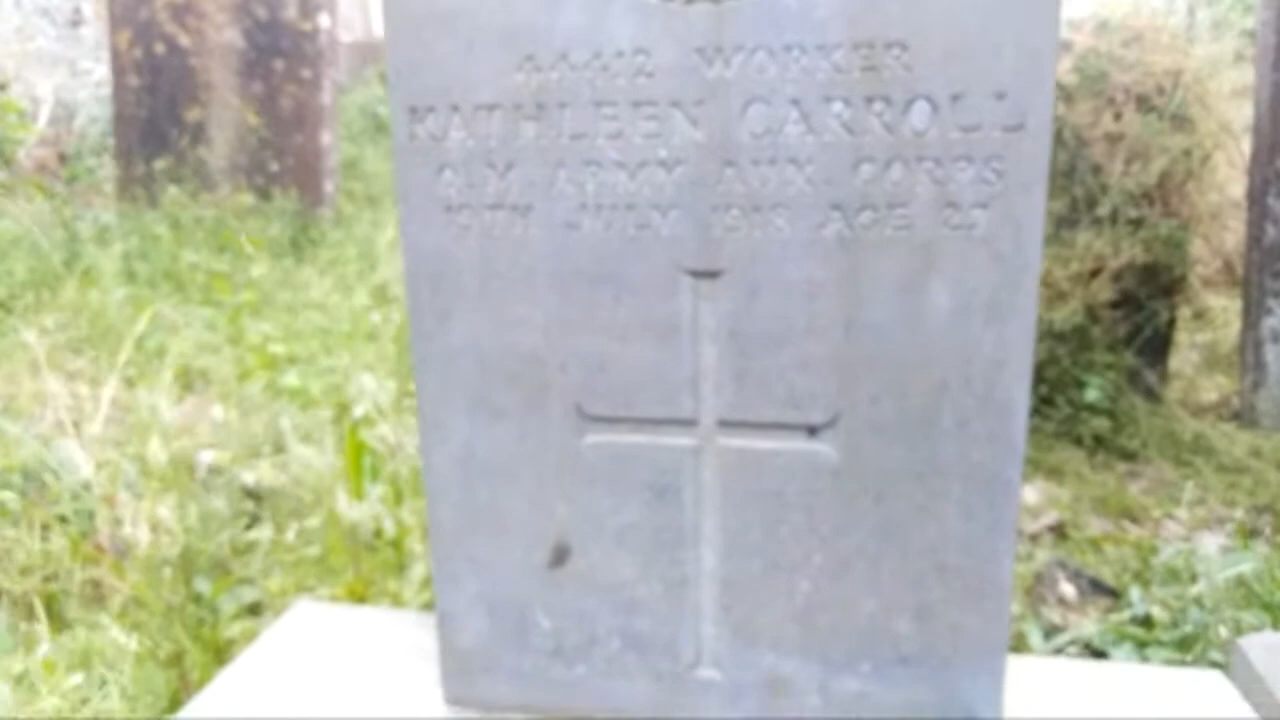 WORKER
KATHLEEN CARROLL
Q.M. ARMY AUX. CORPS
JULY 1918 AGE 27